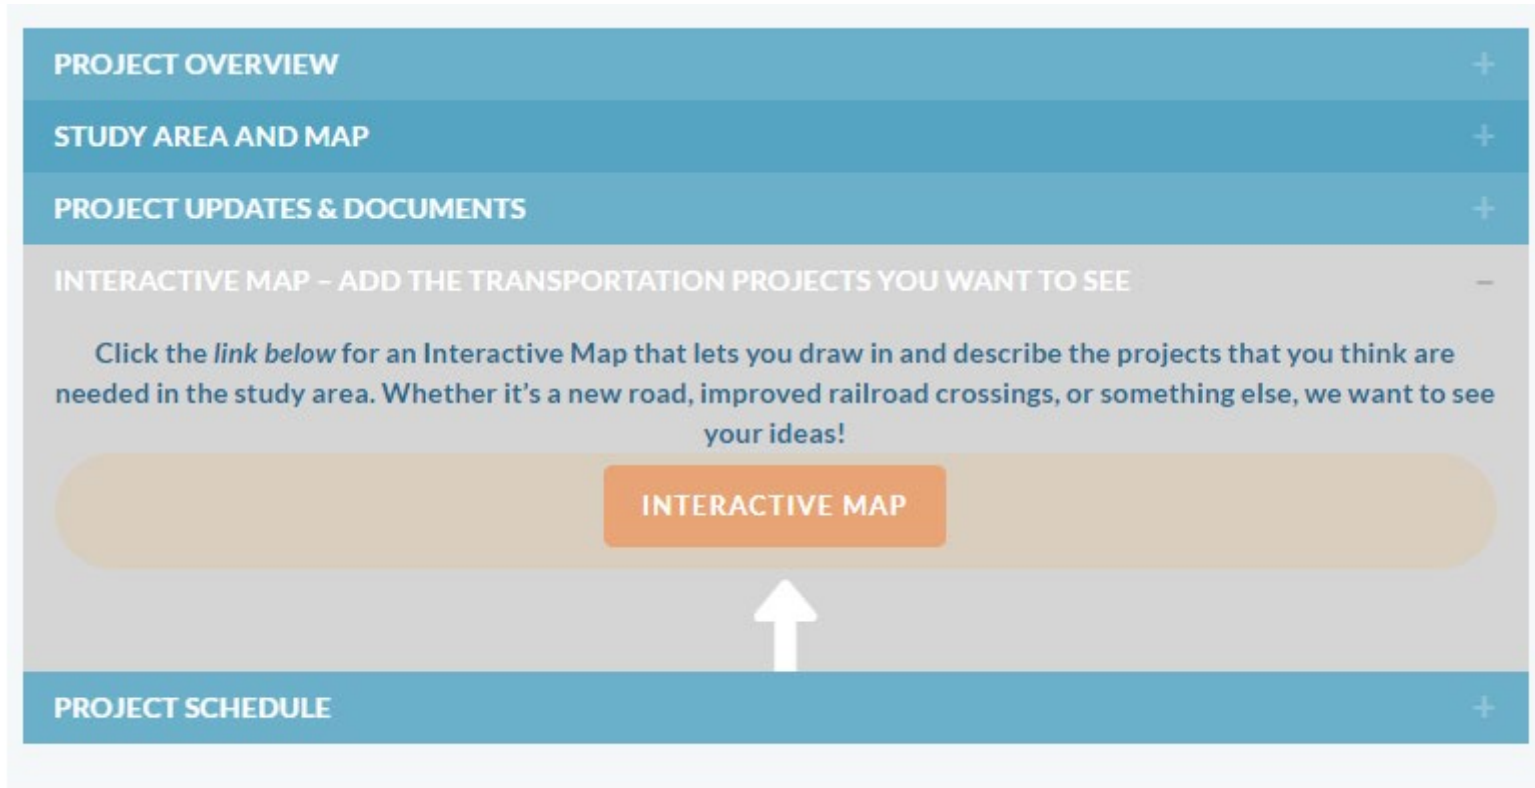 PROJECT OVERVIEW
STUDY AREA AND MAP
PROJECT UPDATES & DOCUMENTS
INTERACTIVE MAP – ADD THE TRANSPORTATION PROJECTS YOU WANT TO SEE
Click the link below for an Interactive Map that lets you draw in and describe the projects that you think are
needed in the study area. Whether it's a new road, improved railroad crossings, or something else, we want to see
your ideas!
INTERACTIVE MAP
PROJECT SCHEDULE